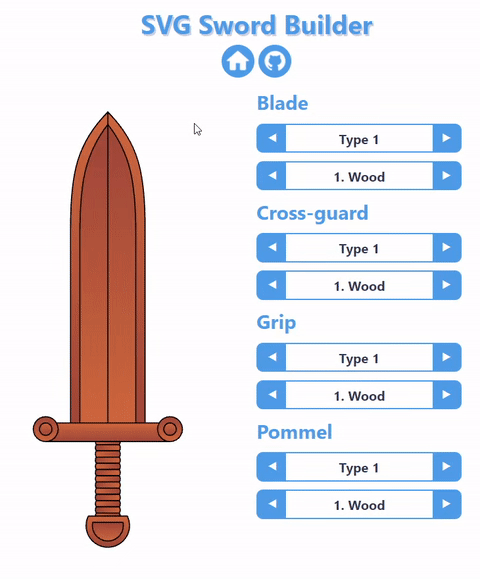 SVG Sword Builder
Blade
Type 1
1. Wood
Cross-guard
Type 1
1. Wood
Grip
Type 1
1. Wood
Pommel
Type 1
1. Wood